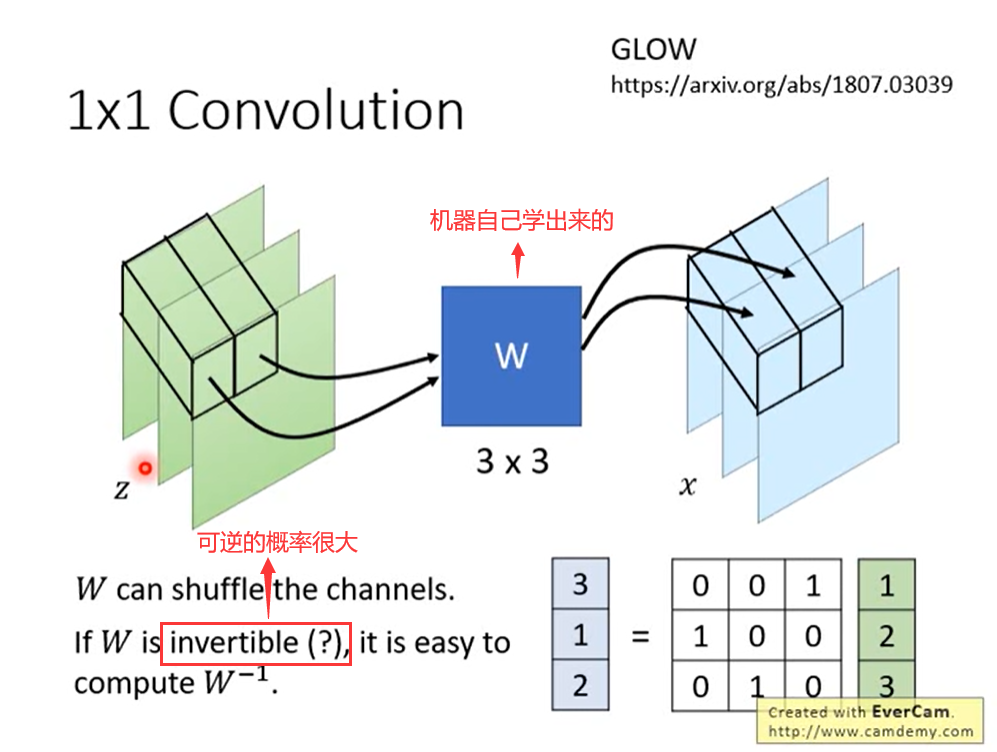 GLOW
https://arxiv.org/abs/1807.03039
1x1 Convolution
机器自己学出来的
W
3 x 3
z
x
可逆的概率很大
W can shuffle the channels.
If W is invertible (?), it is easy to
compute W⁻¹.
3 0 0 1 1
1 = 1 0 0 2
2 0 1 0 3
Created with EverCam.
http://www.camdemy.com